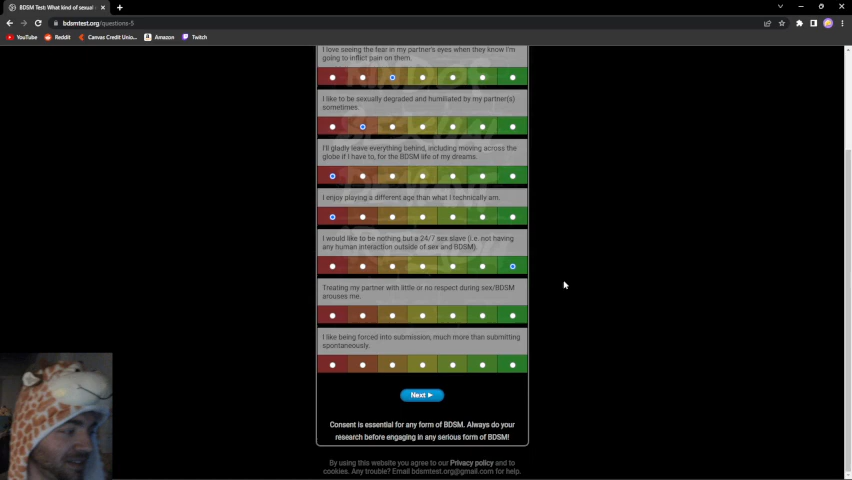 BDSM Test: What kind of sexual
bdsmtest.org/questions-5
YouTube Reddit Canvas Credit Unio... Amazon Twitch
I love seeing the fear in my partner's eyes when they know I'm
going to inflict pain on them.
I like to be sexually degraded and humiliated by my partner(s)
sometimes.
I'll gladly leave everything behind, including moving across the
globe if I have to, for the BDSM life of my dreams.
I enjoy playing a different age than what I technically am.
I would like to be nothing but a 24/7 sex slave (i.e. not having
any human interaction outside of sex and BDSM).
Treating my partner with little or no respect during sex/BDSM
arouses me.
I like being forced into submission, much more than submitting
spontaneously.
Next
Consent is essential for any form of BDSM. Always do your
research before engaging in any serious form of BDSM!
By using this website you agree to our Privacy policy and to
cookies. Any trouble? Email bdsmtest.org@gmail.com for help.